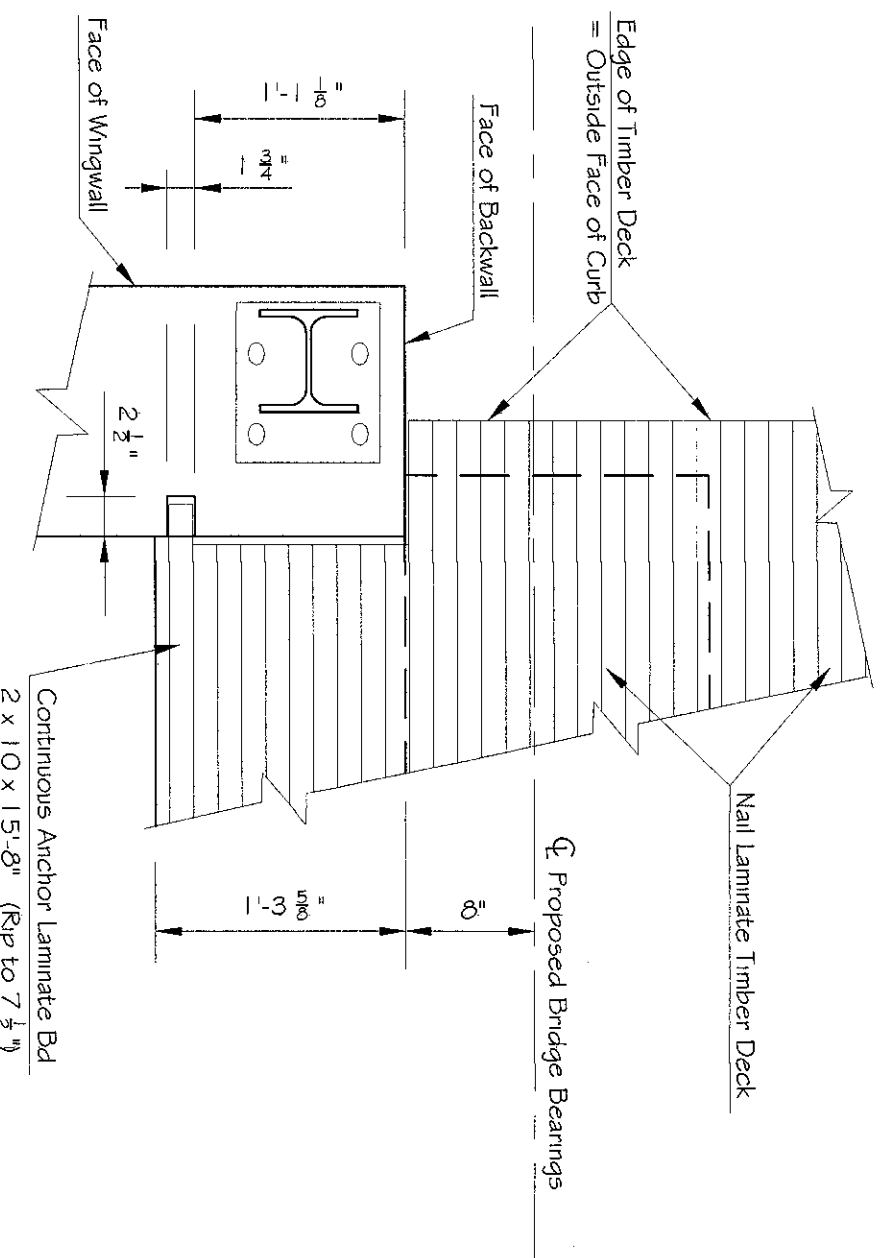 Edge of Timber Deck
= Outside Face of Curb
Nail Laminate Timber Deck
℄ Proposed Bridge Bearings
Face of Backwall
8"
1'-1 1/8"
1'-3 5/8"
1 3/4"
Face of Wingwall
2 1/2"
Continuous Anchor Laminate Bd
2 x 10 x 15'-8" (Rip to 7 1/2")